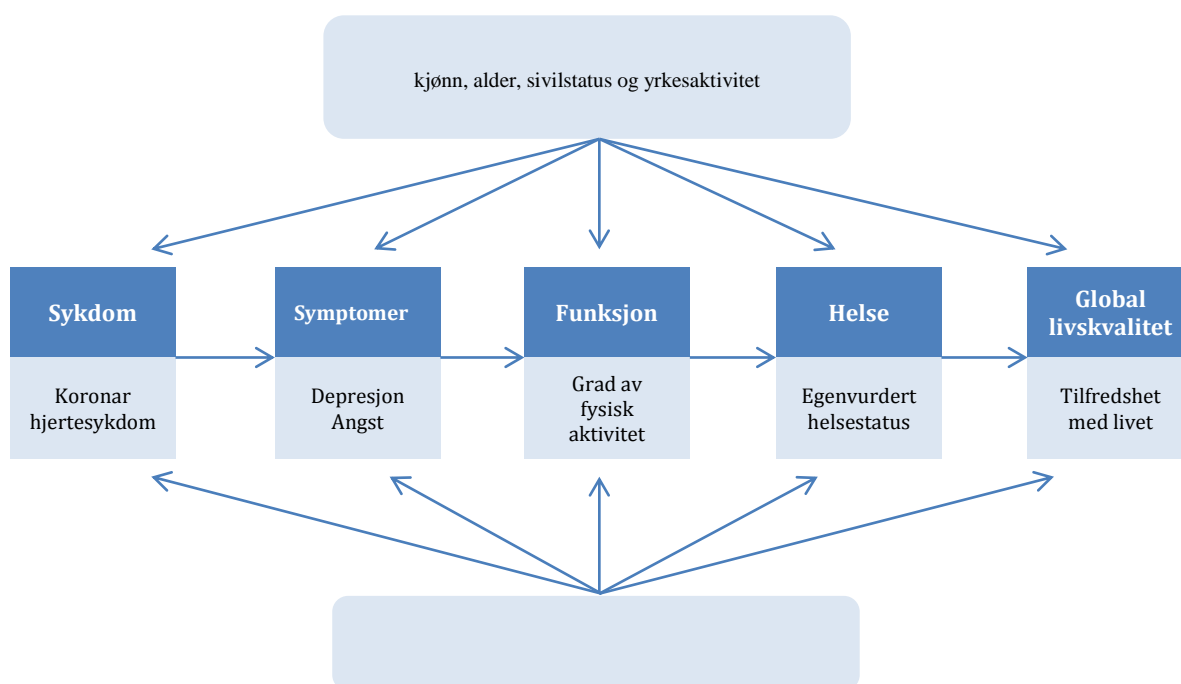 kjønn, alder, sivilstatus og yrkesaktivitet
Sykdom
Koronar
hjertesykdom
Symptomer
Depresjon
Angst
Funksjon
Grad av
fysisk
aktivitet
Helse
Egenvurdert
helsestatus
Global
livskvalitet
Tilfredshet
med livet